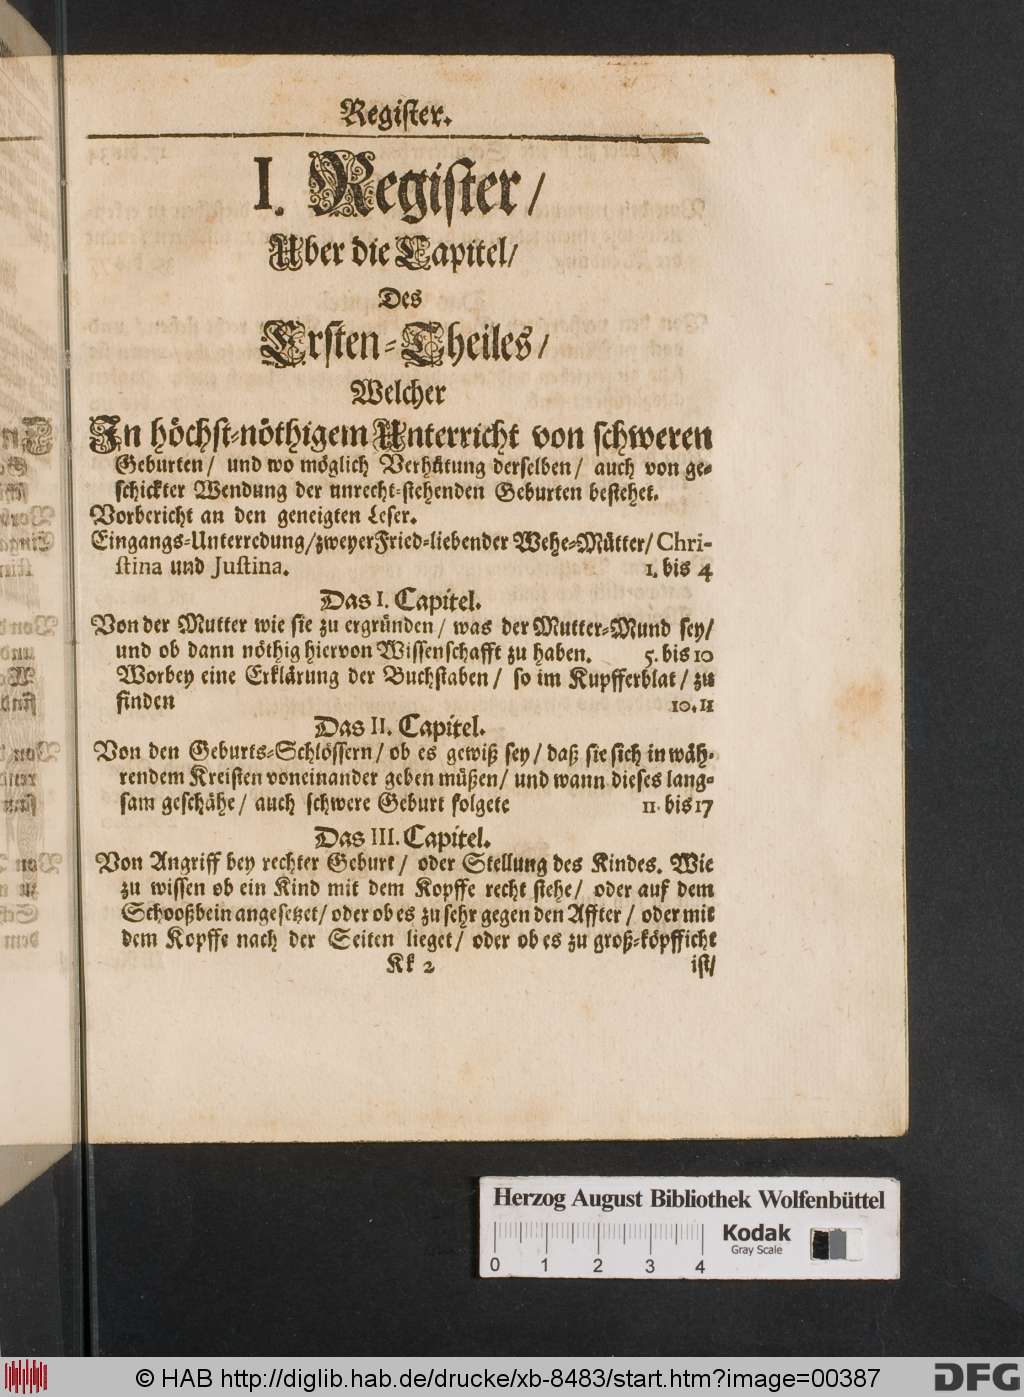 Register.
I. Register/
Uber die Capitel/
Des
Ersten-Theiles/
Welcher
In höchst-nöthigem Unterricht von schweren
Geburten/ und wo möglich Verhütung derselben/ auch von ge-
schickter Wendung der unrecht-stehenden Geburten bestehet.
Vorbericht an den geneigten Leser.
Eingangs-Unterredung/zweyer Fried-liebender Wehe-Mütter/ Chri-
stina und Justina. 1. bis 4
Das I. Capitel.
Von der Mutter wie sie zu ergründen/ was der Mutter-Mund sey/
und ob dann nöthig hiervon Wissenschafft zu haben. 5. bis 10
Worbey eine Erklärung der Buchstaben/ so im Kupfferblat/ zu
finden 10. 11
Das II. Capitel.
Von den Geburts-Schlössern/ ob es gewiß sey/ daß sie sich in wäh-
rendem Kreisten voneinander geben müßen/ und wann dieses lang-
sam geschähe/ auch schwere Geburt folgete 11. bis 17
Das III. Capitel.
Von Angriff bey rechter Geburt/ oder Stellung des Kindes. Wie
zu wissen ob ein Kind mit dem Kopffe recht stehe/ oder auf dem
Schooßbein angesetzet/ oder ob es zu sehr gegen den Affter/ oder mit
dem Kopffe nach der Seiten lieget/ oder ob es zu groß-köpfficht
Kk 2 ist/
Herzog August Bibliothek Wolfenbüttel
Kodak
Gray Scale
0 1 2 3 4
© HAB http://diglib.hab.de/drucke/xb-8483/start.htm?image=00387
DFG